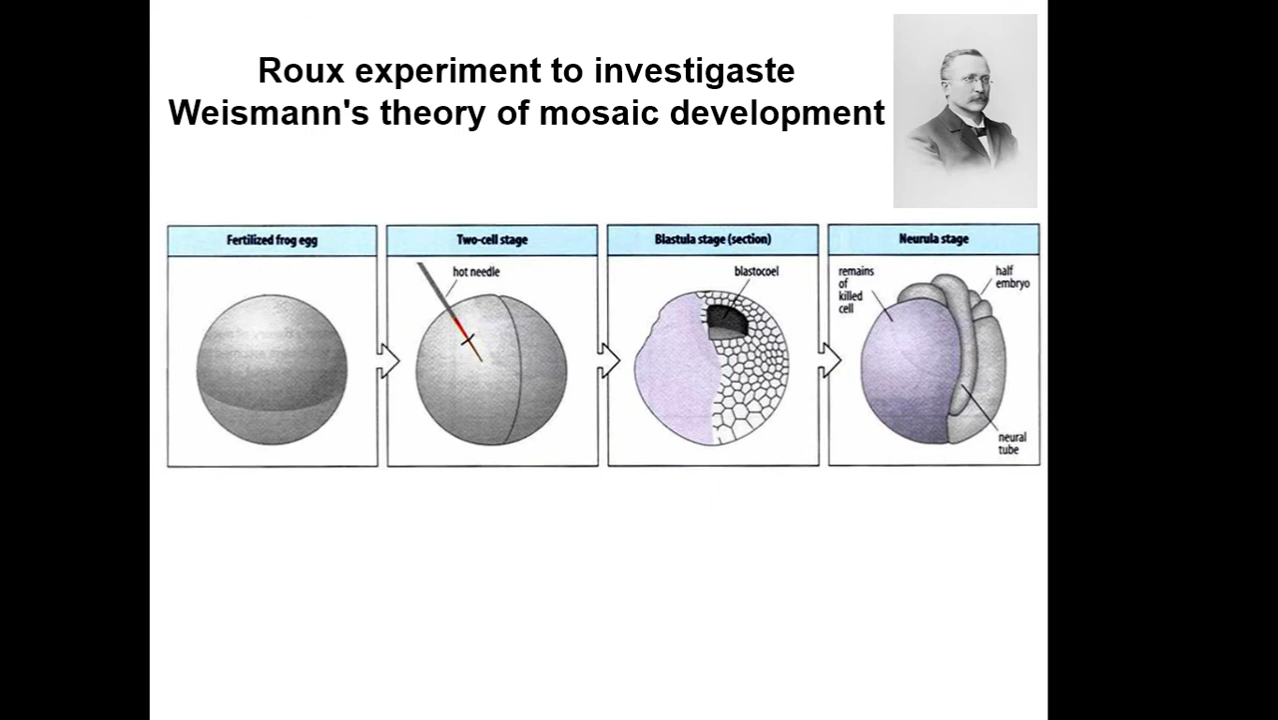 Roux experiment to investigaste
Weismann's theory of mosaic development
Fertilized frog egg
Two-cell stage
hot needle
Blastula stage (section)
blastocoel
Neurula stage
remains
of
killed
cell
half
embryo
neural
tube